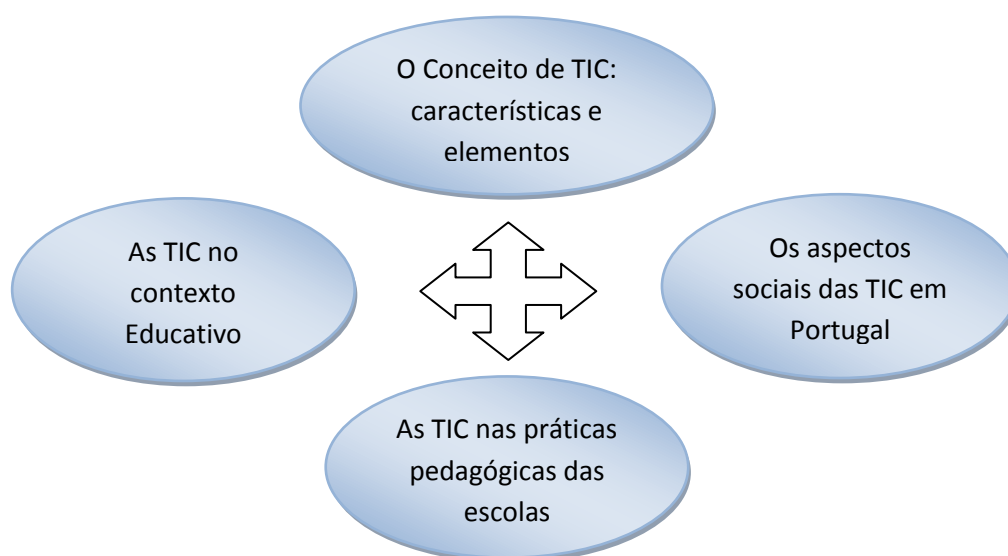 O Conceito de TIC:
características e
elementos
As TIC no
contexto
Educativo
Os aspectos
sociais das TIC em
Portugal
As TIC nas práticas
pedagógicas das
escolas